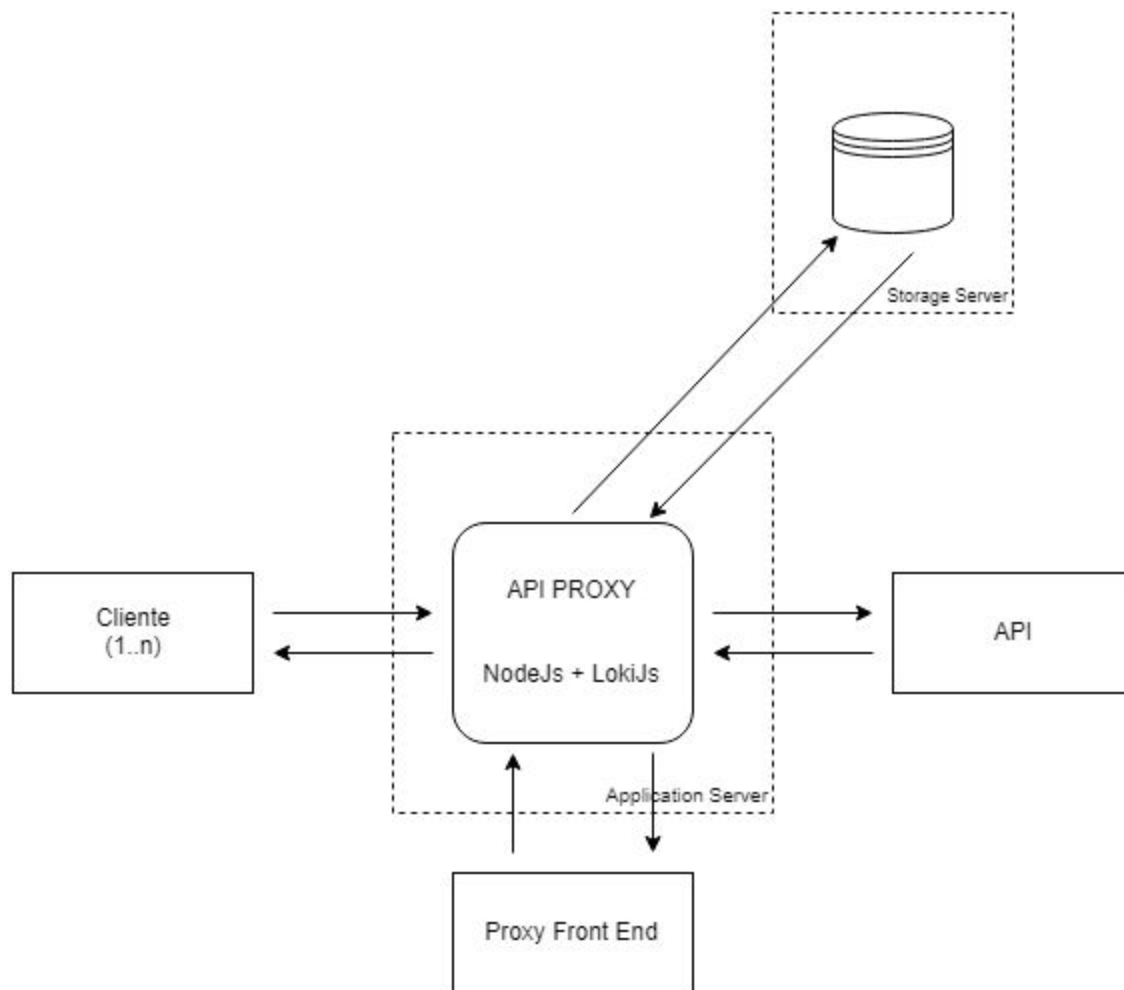 Storage Server
API PROXY
NodeJs + LokiJs
Cliente
(1..n)
API
Application Server
Proxy Front End